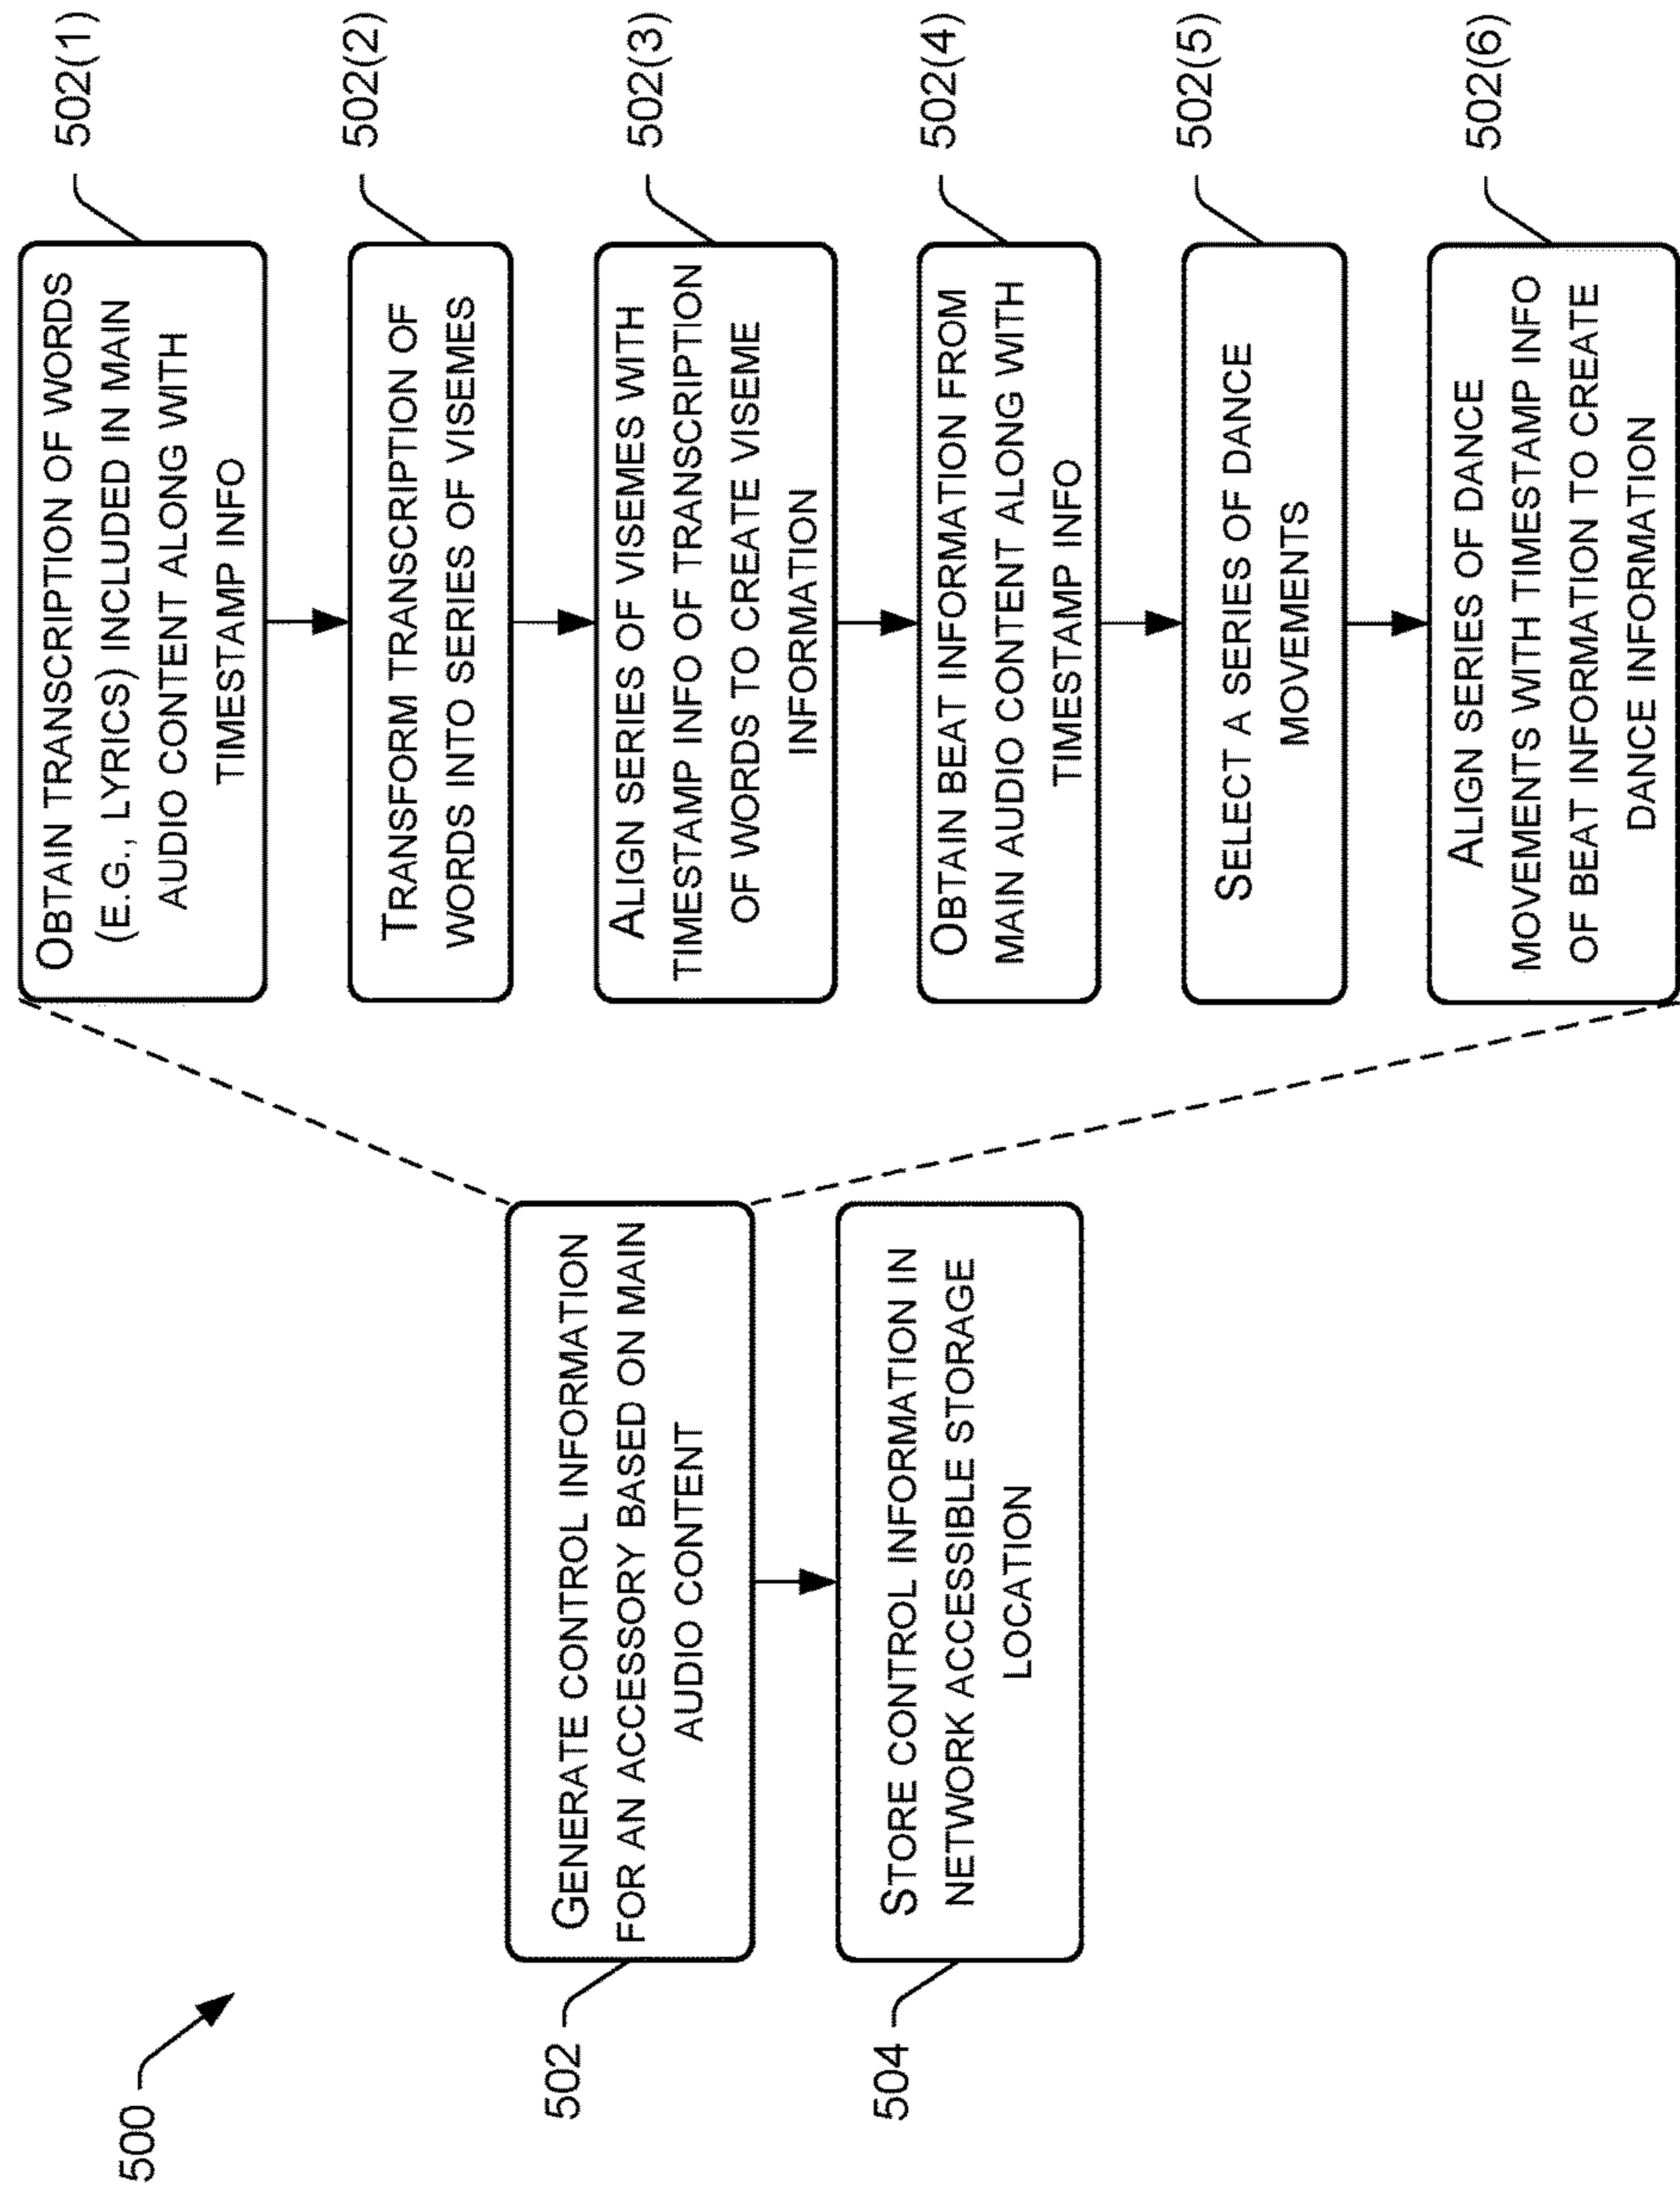 500
502
GENERATE CONTROL INFORMATION
FOR AN ACCESSORY BASED ON MAIN
AUDIO CONTENT
504
STORE CONTROL INFORMATION IN
NETWORK ACCESSIBLE STORAGE
LOCATION
OBTAIN TRANSCRIPTION OF WORDS
(E.G., LYRICS) INCLUDED IN MAIN
AUDIO CONTENT ALONG WITH
TIMESTAMP INFO
502(1)
TRANSFORM TRANSCRIPTION OF
WORDS INTO SERIES OF VISEMES
502(2)
ALIGN SERIES OF VISEMES WITH
TIMESTAMP INFO OF TRANSCRIPTION
OF WORDS TO CREATE VISEME
INFORMATION
502(3)
OBTAIN BEAT INFORMATION FROM
MAIN AUDIO CONTENT ALONG WITH
TIMESTAMP INFO
502(4)
SELECT A SERIES OF DANCE
MOVEMENTS
502(5)
ALIGN SERIES OF DANCE
MOVEMENTS WITH TIMESTAMP INFO
OF BEAT INFORMATION TO CREATE
DANCE INFORMATION
502(6)